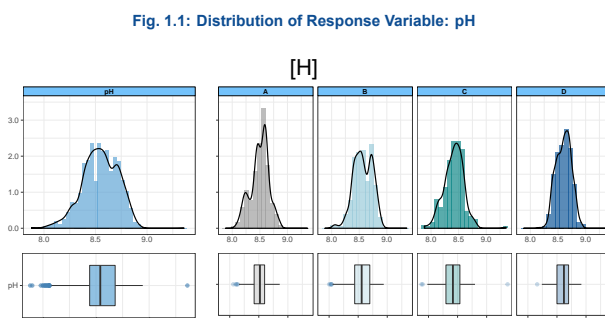 Fig. 1.1: Distribution of Response Variable: pH
[H]
pH A B C D
3.0
2.0
1.0
0.0
8.0 8.5 9.0 8.0 8.5 9.0 8.0 8.5 9.0 8.0 8.5 9.0 8.0 8.5 9.0
pH